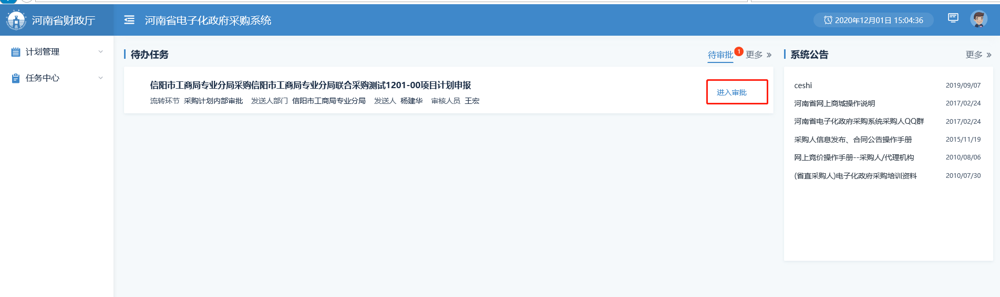 河南省财政厅
河南省电子化政府采购系统
2020年12月01日 15:04:36
计划管理
任务中心
待办任务
待审批 1 更多 »
信阳市工商局专业分局采购信阳市工商局专业分局联合采购测试1201-00项目计划申报
流转环节 采购计划内部审批 发送人部门 信阳市工商局专业分局 发送人 杨建华 审核人员 王宏
进入审批
系统公告 更多 »
ceshi 2019/09/07
河南省网上商城操作说明 2017/02/24
河南省电子化政府采购系统采购人QQ群 2017/02/24
采购人信息发布、合同公告操作手册 2015/11/19
网上竞价操作手册--采购人/代理机构 2010/08/06
(省直采购人)电子化政府采购培训资料 2010/07/30